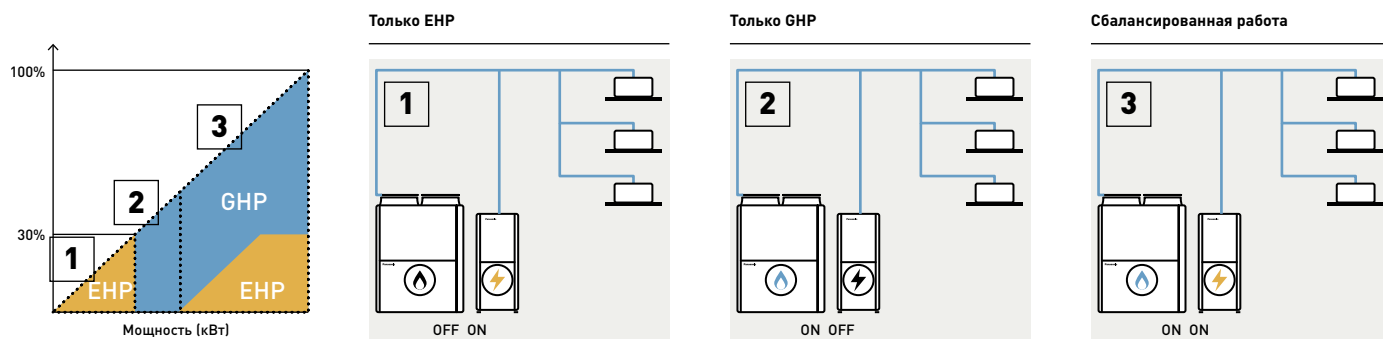 100%
30%
1
2
3
GHP
EHP
EHP
Мощность (кВт)
Только EHP
1
OFF ON
Только GHP
2
ON OFF
Сбалансированная работа
3
ON ON